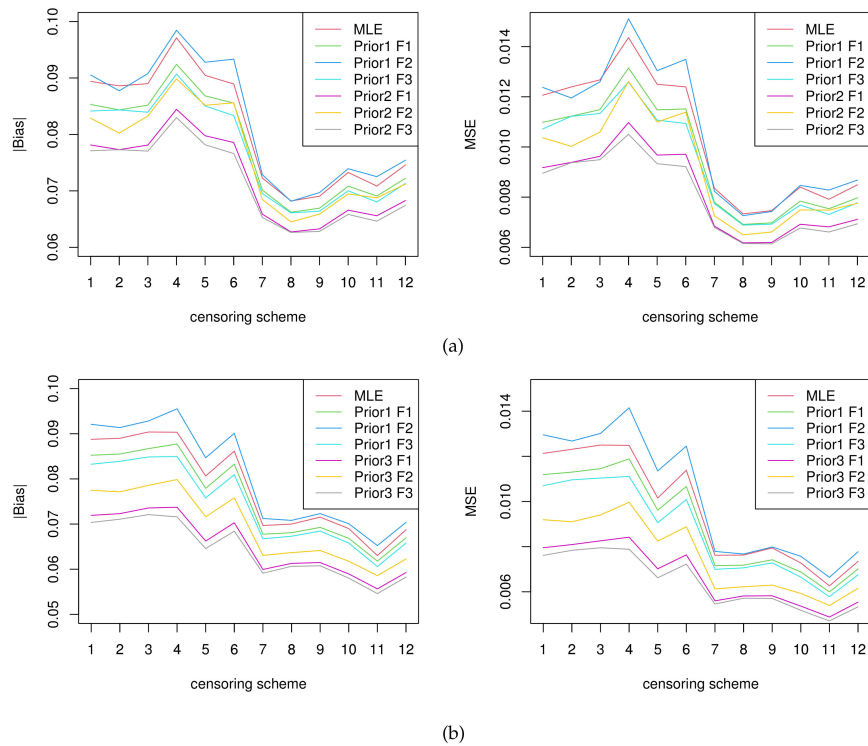 |Bias|
0.06 0.07 0.08 0.09 0.10
1 2 3 4 5 6 7 8 9 10 11 12
censoring scheme
MLE
Prior1 F1
Prior1 F2
Prior1 F3
Prior2 F1
Prior2 F2
Prior2 F3
MSE
0.006 0.008 0.010 0.012 0.014
1 2 3 4 5 6 7 8 9 10 11 12
censoring scheme
MLE
Prior1 F1
Prior1 F2
Prior1 F3
Prior2 F1
Prior2 F2
Prior2 F3
(a)
|Bias|
0.05 0.06 0.07 0.08 0.09 0.10
1 2 3 4 5 6 7 8 9 10 11 12
censoring scheme
MLE
Prior1 F1
Prior1 F2
Prior1 F3
Prior3 F1
Prior3 F2
Prior3 F3
MSE
0.006 0.010 0.014
1 2 3 4 5 6 7 8 9 10 11 12
censoring scheme
MLE
Prior1 F1
Prior1 F2
Prior1 F3
Prior3 F1
Prior3 F2
Prior3 F3
(b)